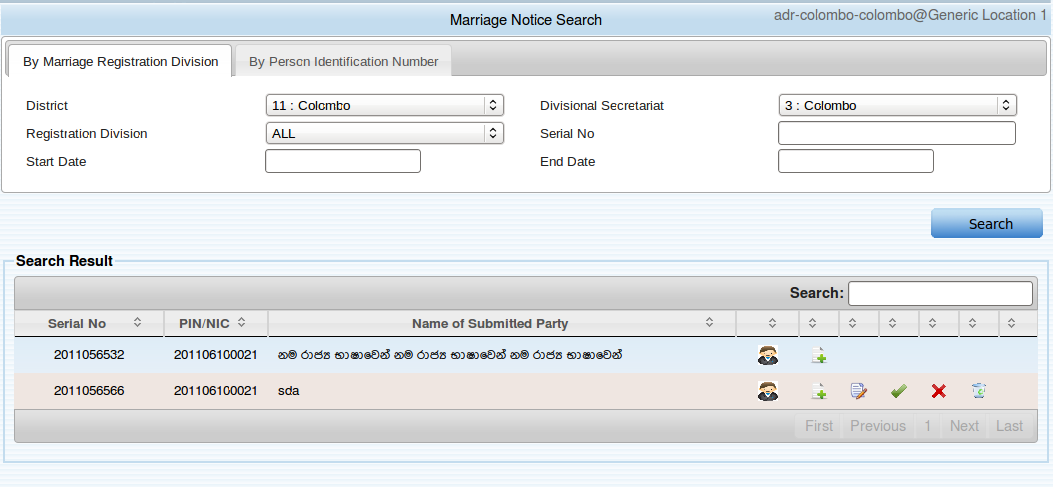 Marriage Notice Search
adr-colombo-colombo@Generic Location 1
By Marriage Registration Division By Person Identification Number
District 11 : Colombo Divisional Secretariat 3 : Colombo
Registration Division ALL Serial No
Start Date End Date
Search
Search Result
Search:
Serial No PIN/NIC Name of Submitted Party
2011056532 201106100021 නම රාජ්‍ය භාෂාවෙන් නම රාජ්‍ය භාෂාවෙන් නම රාජ්‍ය භාෂාවෙන්
2011056566 201106100021 sda
First Previous 1 Next Last